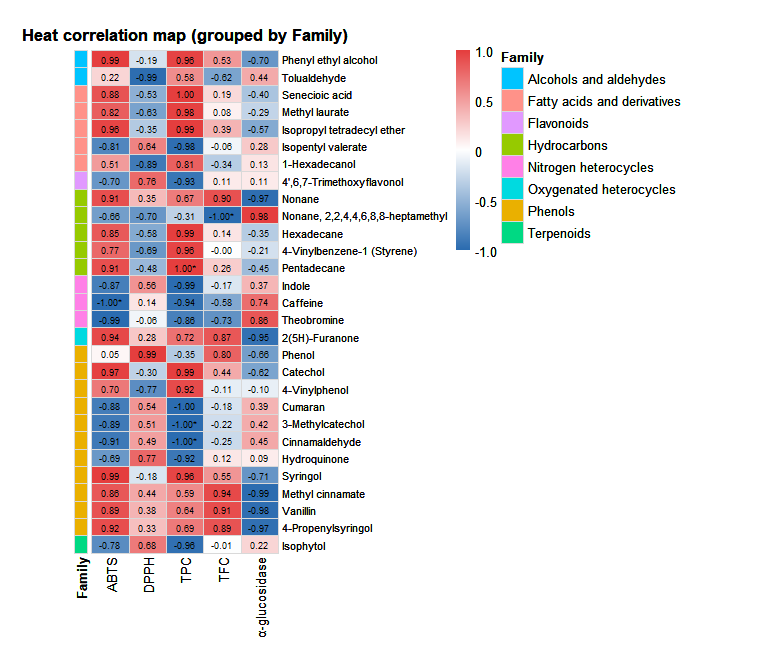 Heat correlation map (grouped by Family)
0.99 -0.19 0.96 0.53 -0.70 Phenyl ethyl alcohol
0.22 -0.99 0.58 -0.62 0.44 Tolualdehyde
0.88 -0.53 1.00 0.19 -0.40 Senecioic acid
0.82 -0.63 0.98 0.08 -0.29 Methyl laurate
0.96 -0.35 0.99 0.39 -0.57 Isopropyl tetradecyl ether
-0.81 0.64 -0.98 -0.06 0.28 Isopentyl valerate
0.51 -0.89 0.81 -0.34 0.13 1-Hexadecanol
-0.70 0.76 -0.93 0.11 0.11 4',6,7-Trimethoxyflavonol
0.91 0.35 0.67 0.90 -0.97 Nonane
-0.66 -0.70 -0.31 -1.00* 0.98 Nonane, 2,2,4,4,6,8,8-heptamethyl
0.85 -0.58 0.99 0.14 -0.35 Hexadecane
0.77 -0.69 0.96 -0.00 -0.21 4-Vinylbenzene-1 (Styrene)
0.91 -0.48 1.00* 0.26 -0.45 Pentadecane
-0.87 0.56 -0.99 -0.17 0.37 Indole
-1.00* 0.14 -0.94 -0.58 0.74 Caffeine
-0.99 -0.06 -0.86 -0.73 0.86 Theobromine
0.94 0.28 0.72 0.87 -0.95 2(5H)-Furanone
0.05 0.99 -0.35 0.80 -0.66 Phenol
0.97 -0.30 0.99 0.44 -0.62 Catechol
0.70 -0.77 0.92 -0.11 -0.10 4-Vinylphenol
-0.88 0.54 -1.00 -0.18 0.39 Cumaran
-0.89 0.51 -1.00* -0.22 0.42 3-Methylcatechol
-0.91 0.49 -1.00* -0.25 0.45 Cinnamaldehyde
-0.69 0.77 -0.92 0.12 0.09 Hydroquinone
0.99 -0.18 0.96 0.55 -0.71 Syringol
0.86 0.44 0.59 0.94 -0.99 Methyl cinnamate
0.89 0.38 0.64 0.91 -0.98 Vanillin
0.92 0.33 0.69 0.89 -0.97 4-Propenylsyringol
-0.78 0.68 -0.96 -0.01 0.22 Isophytol
Family ABTS DPPH TPC TFC α-glucosidase
1.0
0.5
0
-0.5
-1.0
Family
Alcohols and aldehydes
Fatty acids and derivatives
Flavonoids
Hydrocarbons
Nitrogen heterocycles
Oxygenated heterocycles
Phenols
Terpenoids